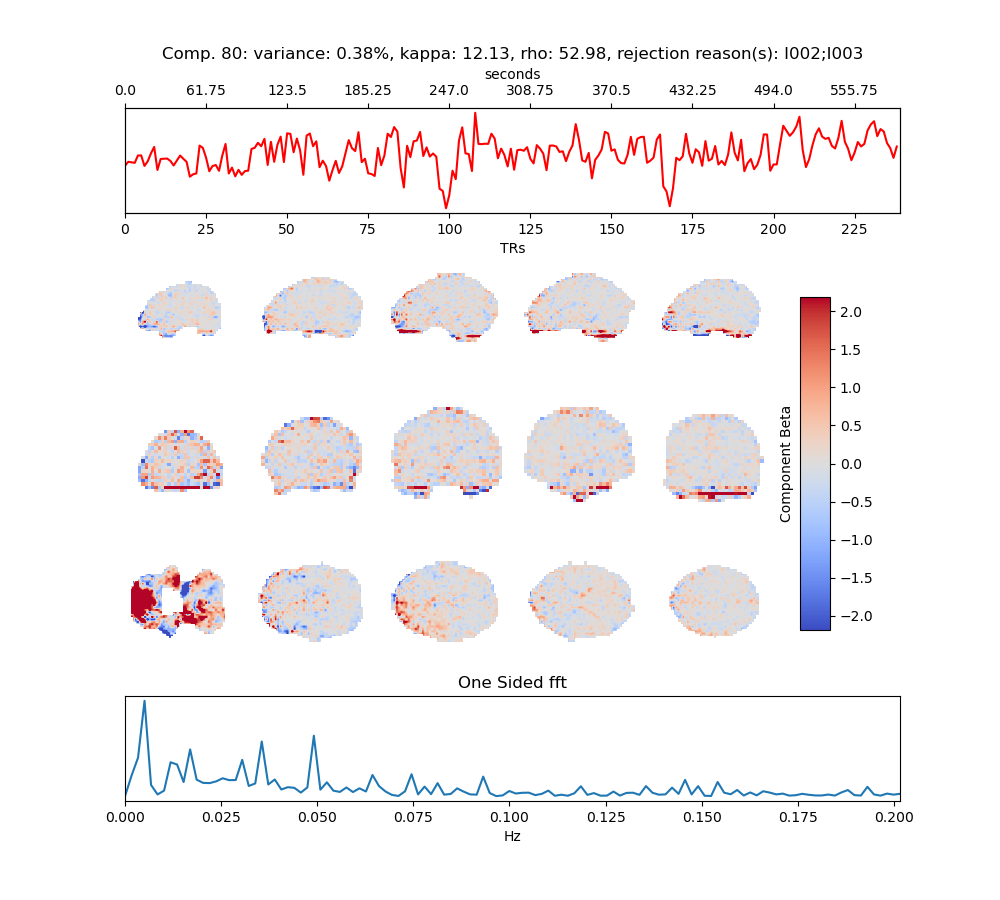 Comp. 80: variance: 0.38%, kappa: 12.13, rho: 52.98, rejection reason(s): I002;I003
seconds
0.0 61.75 123.5 185.25 247.0 308.75 370.5 432.25 494.0 555.75
0 25 50 75 100 125 150 175 200 225
TRs
2.0
1.5
1.0
0.5
0.0
−0.5
−1.0
−1.5
−2.0
Component Beta
One Sided fft
0.000 0.025 0.050 0.075 0.100 0.125 0.150 0.175 0.200
Hz